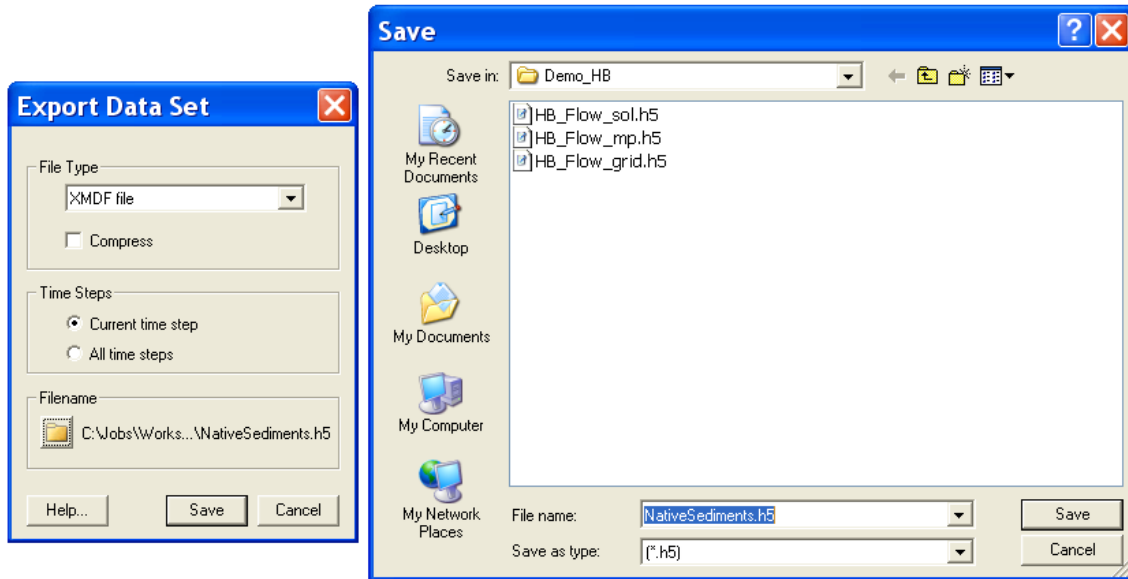 Export Data Set
File Type
XMDF file
Compress
Time Steps
Current time step
All time steps
Filename
C:\Jobs\Works...\NativeSediments.h5
Help...
Save
Cancel
Save
Save in:
Demo_HB
My Recent
Documents
Desktop
My Documents
My Computer
My Network
Places
HB_Flow_sol.h5
HB_Flow_mp.h5
HB_Flow_grid.h5
File name:
NativeSediments.h5
Save
Save as type:
(*.h5)
Cancel